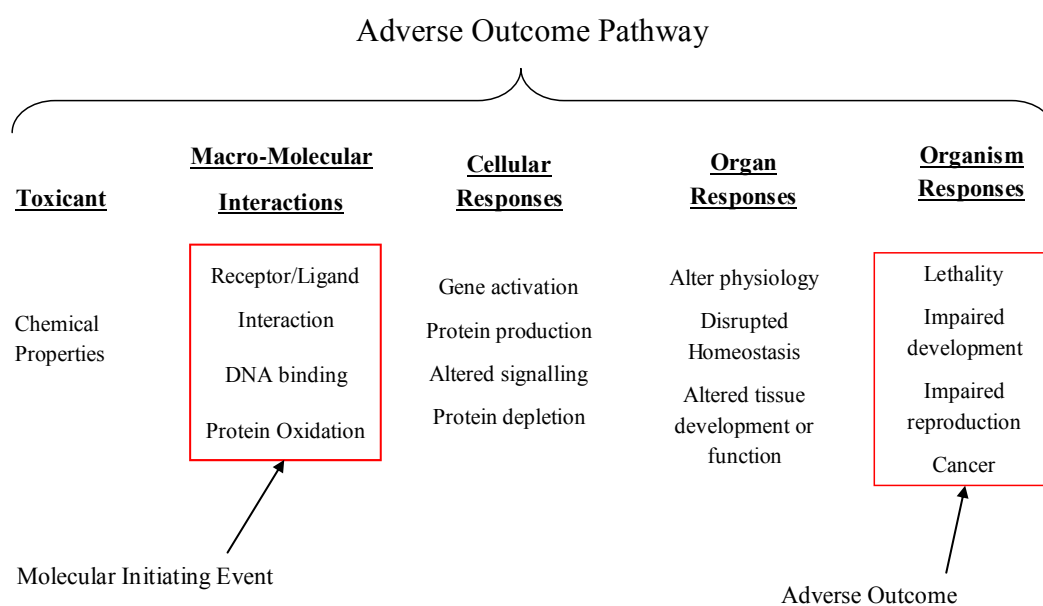 Adverse Outcome Pathway
Toxicant
Chemical
Properties
Macro-Molecular
Interactions
Receptor/Ligand
Interaction
DNA binding
Protein Oxidation
Cellular
Responses
Gene activation
Protein production
Altered signalling
Protein depletion
Organ
Responses
Alter physiology
Disrupted
Homeostasis
Altered tissue
development or
function
Organism
Responses
Lethality
Impaired
development
Impaired
reproduction
Cancer
Molecular Initiating Event
Adverse Outcome